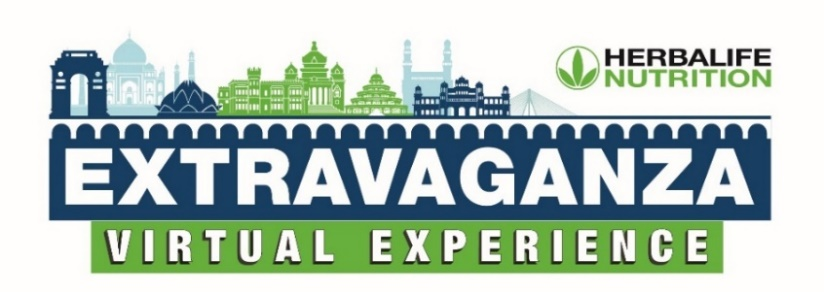 HERBALIFE
NUTRITION
EXTRAVAGANZA
VIRTUAL EXPERIENCE